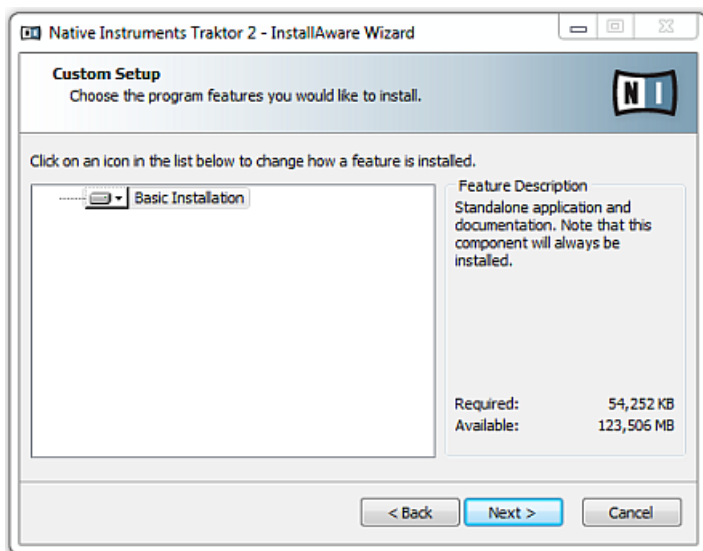 Native Instruments Traktor 2 - InstallAware Wizard
Custom Setup
Choose the program features you would like to install.
NI
Click on an icon in the list below to change how a feature is installed.
Basic Installation
Feature Description
Standalone application and
documentation. Note that this
component will always be
installed.
Required: 54,252 KB
Available: 123,506 MB
< Back
Next >
Cancel